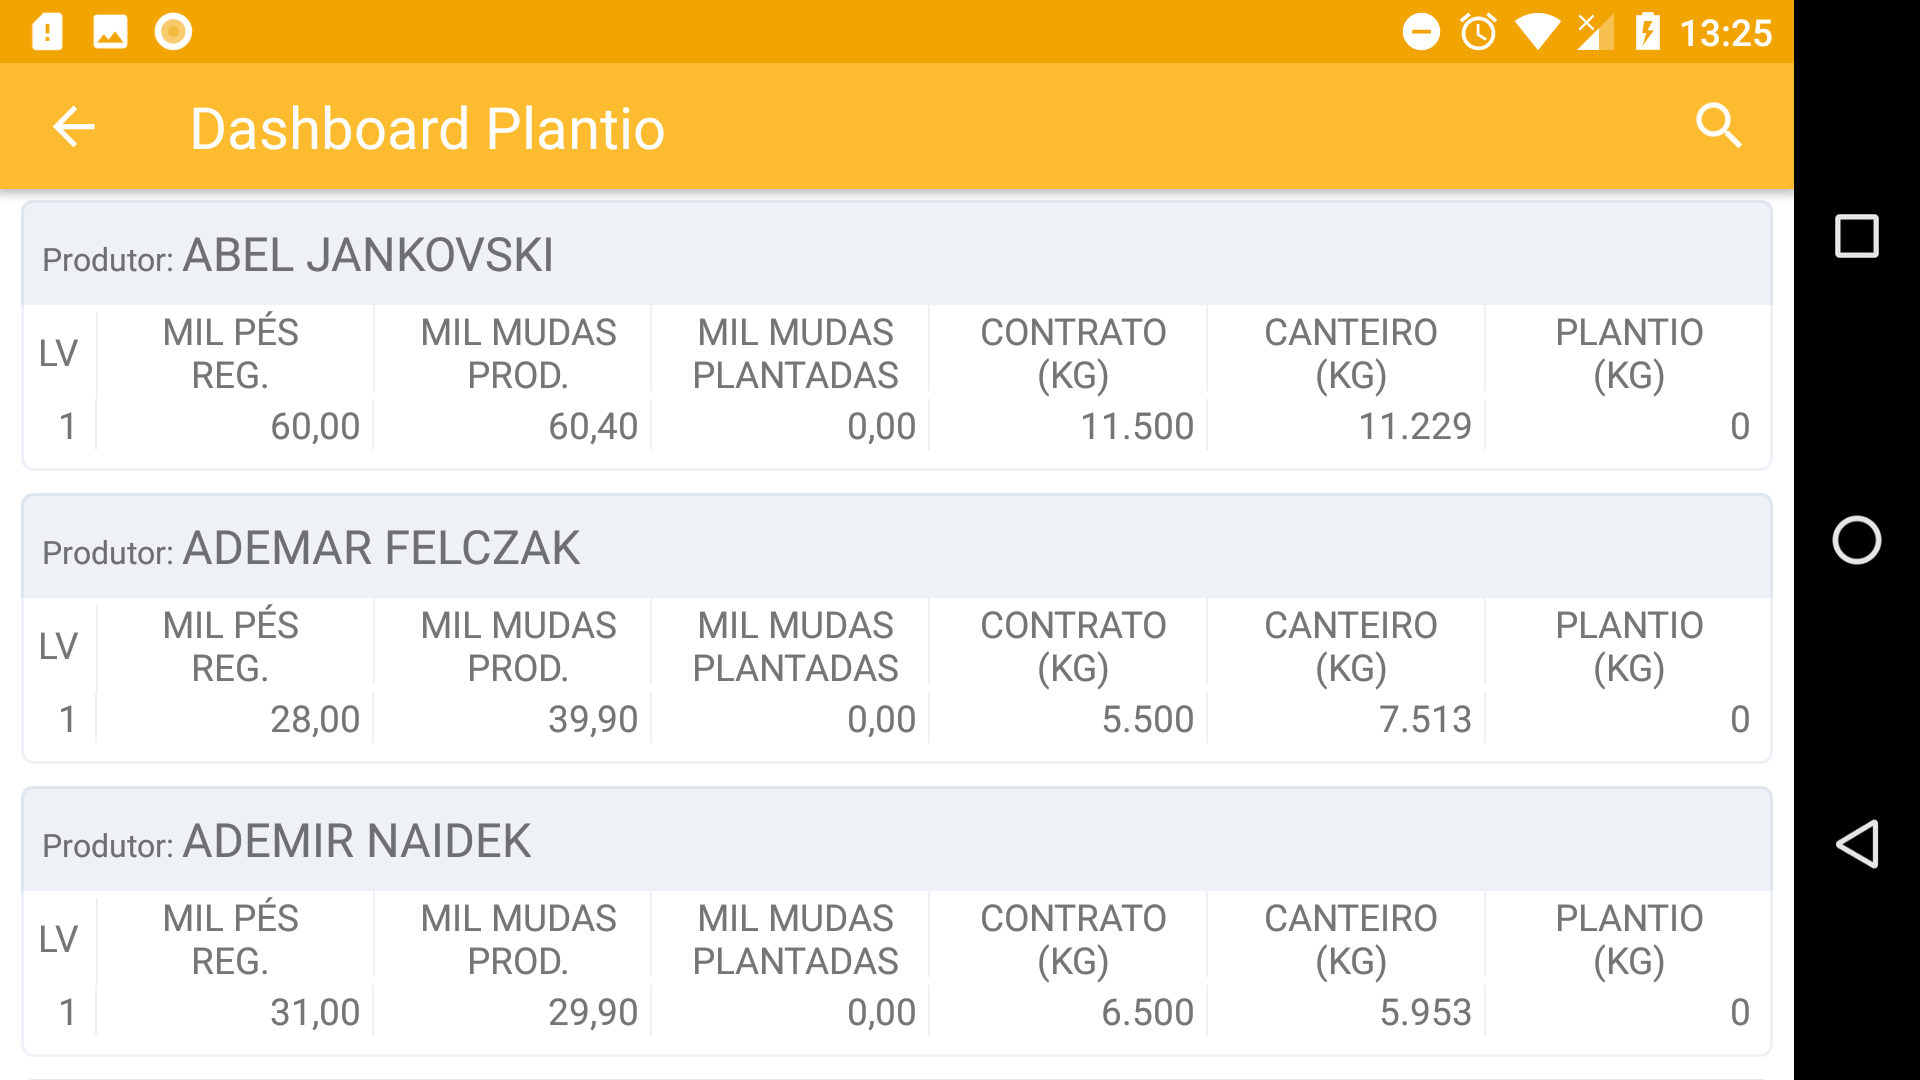 13:25
Dashboard Plantio
Produtor: ABEL JANKOVSKI
LV MIL PÉS REG. MIL MUDAS PROD. MIL MUDAS PLANTADAS CONTRATO (KG) CANTEIRO (KG) PLANTIO (KG)
1 60,00 60,40 0,00 11.500 11.229 0
Produtor: ADEMAR FELCZAK
LV MIL PÉS REG. MIL MUDAS PROD. MIL MUDAS PLANTADAS CONTRATO (KG) CANTEIRO (KG) PLANTIO (KG)
1 28,00 39,90 0,00 5.500 7.513 0
Produtor: ADEMIR NAIDEK
LV MIL PÉS REG. MIL MUDAS PROD. MIL MUDAS PLANTADAS CONTRATO (KG) CANTEIRO (KG) PLANTIO (KG)
1 31,00 29,90 0,00 6.500 5.953 0